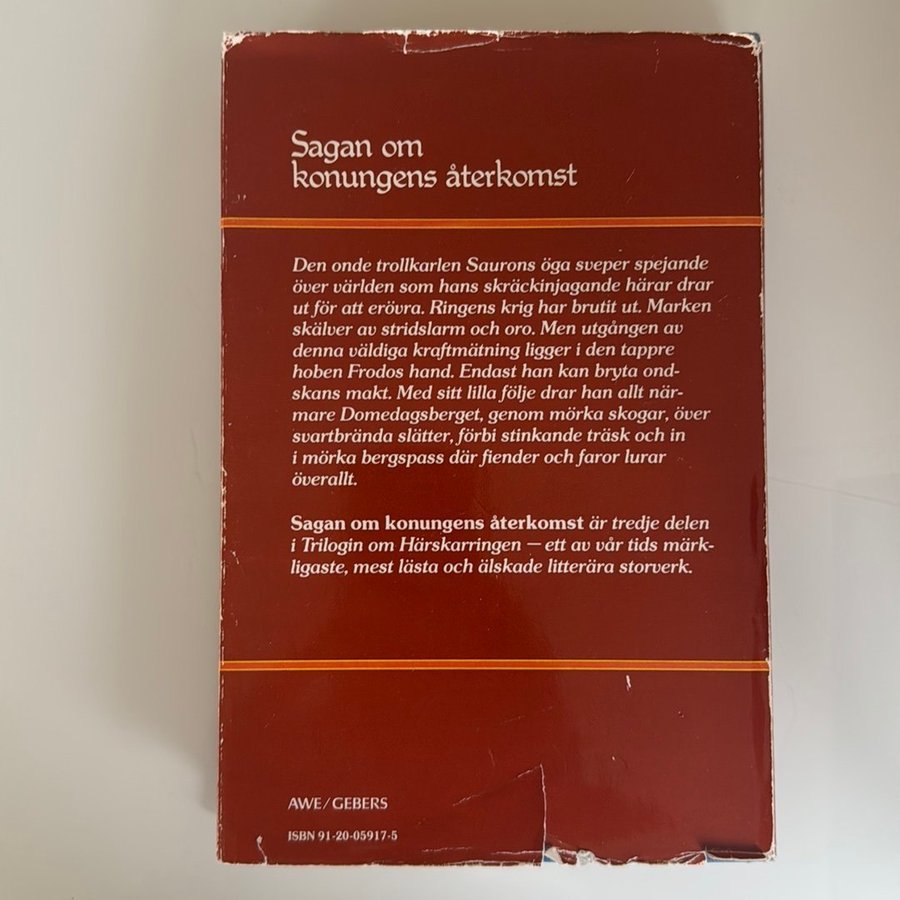 Sagan om
konungens återkomst
Den onde trollkarlen Saurons öga sveper spejande
över världen som hans skräckinjagande härar drar
ut för att erövra. Ringens krig har brutit ut. Marken
skälver av stridslarm och oro. Men utgången av
denna väldiga kraftmätning ligger i den tappre
hoben Frodos hand. Endast han kan bryta ond-
skans makt. Med sitt lilla följe drar han allt när-
mare Domedagsberget, genom mörka skogar, över
svartbrända slätter, förbi stinkande träsk och in
i mörka bergspass där fiender och faror lurar
överallt.
Sagan om konungens återkomst är tredje delen
i Trilogin om Härskarringen – ett av vår tids märk-
ligaste, mest lästa och älskade litterära storverk.
AWE/GEBERS
ISBN 91-20-05917-5